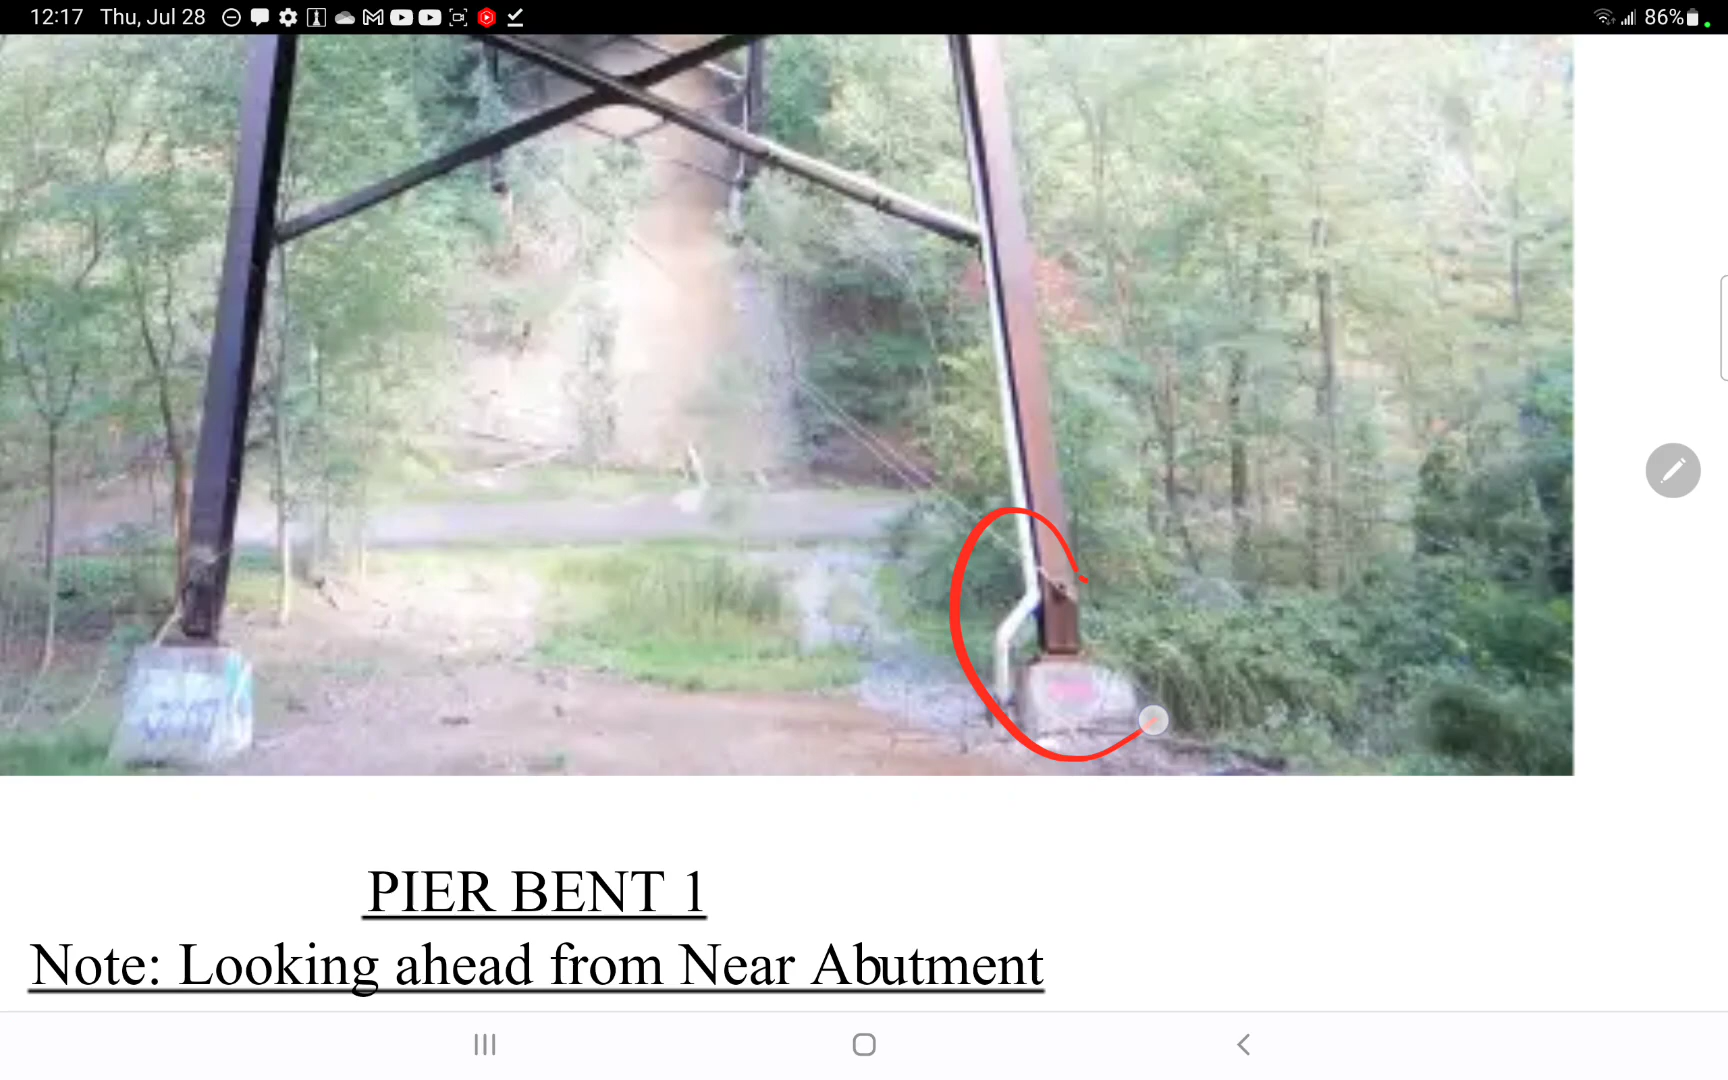 12:17 Thu, Jul 28 86%
PIER BENT 1
Note: Looking ahead from Near Abutment